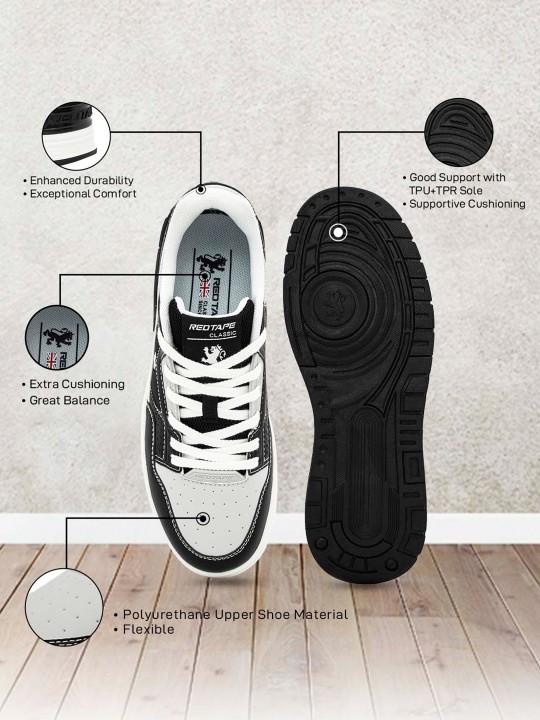 • Enhanced Durability
• Exceptional Comfort
• Good Support with
TPU+TPR Sole
• Supportive Cushioning
REDTAPE
REDTAPE
CLASSIC
• Extra Cushioning
• Great Balance
• Polyurethane Upper Shoe Material
• Flexible